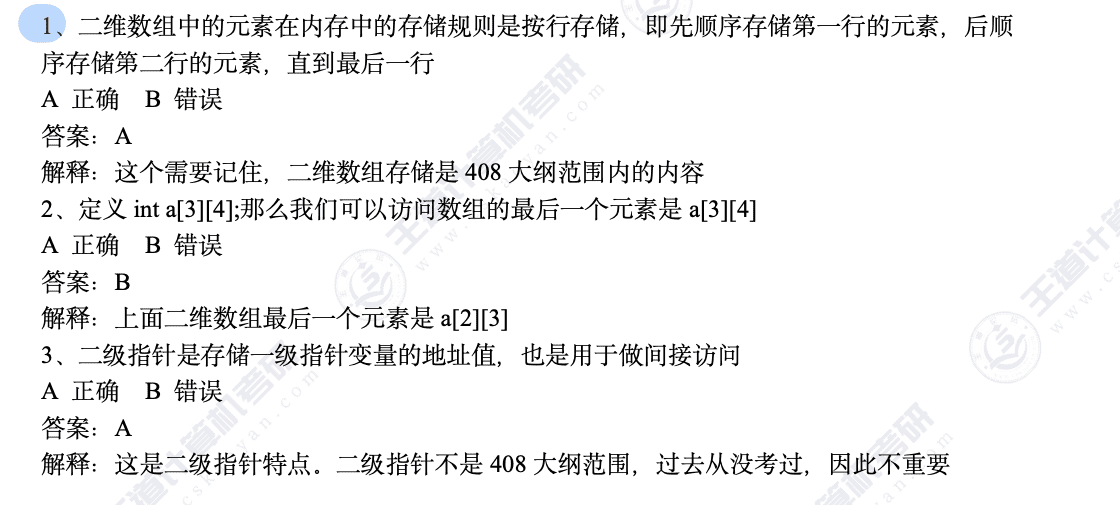 1、二维数组中的元素在内存中的存储规则是按行存储，即先顺序存储第一行的元素，后顺
序存储第二行的元素，直到最后一行
A 正确 B 错误
答案：A
解释：这个需要记住，二维数组存储是 408 大纲范围内的内容
2、定义 int a[3][4];那么我们可以访问数组的最后一个元素是 a[3][4]
A 正确 B 错误
答案：B
解释：上面二维数组最后一个元素是 a[2][3]
3、二级指针是存储一级指针变量的地址值，也是用于做间接访问
A 正确 B 错误
答案：A
解释：这是二级指针特点。二级指针不是 408 大纲范围，过去从没考过，因此不重要
王道计算机考研